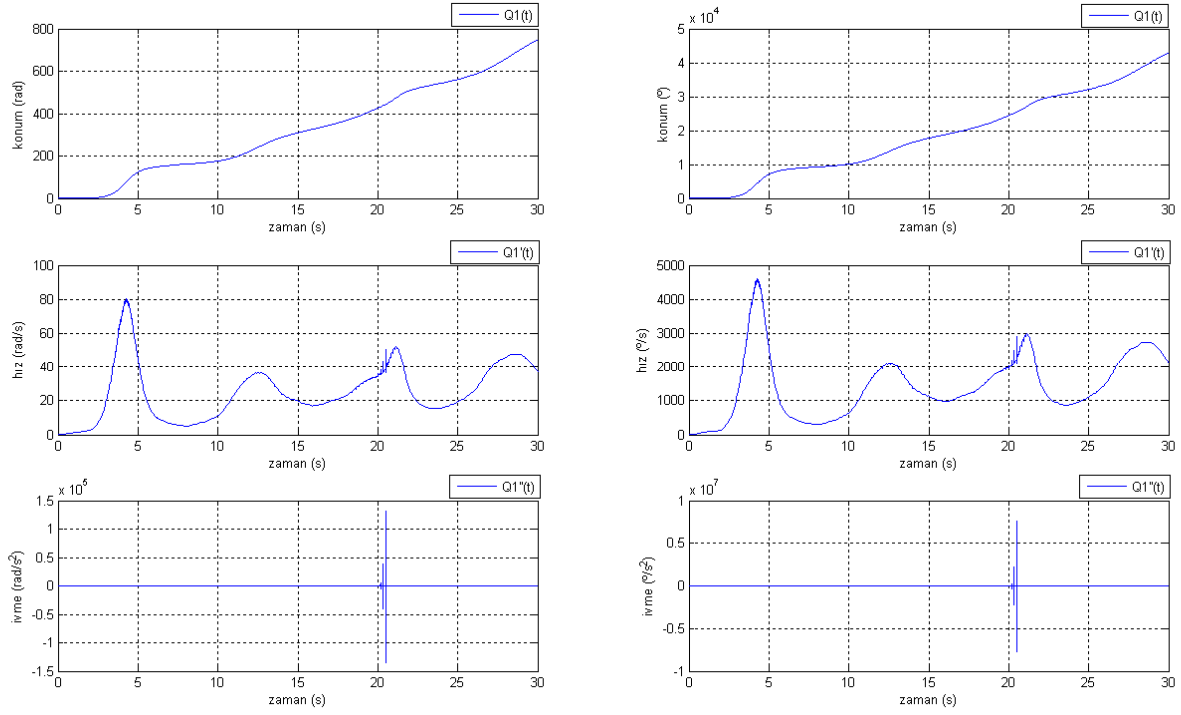 Q1(t)
800
600
400
200
0
konum (rad)
0 5 10 15 20 25 30
zaman (s)
x 10^4
Q1(t)
5
4
3
2
1
0
konum (º)
0 5 10 15 20 25 30
zaman (s)
Q1'(t)
100
80
60
40
20
0
hız (rad/s)
0 5 10 15 20 25 30
zaman (s)
Q1'(t)
5000
4000
3000
2000
1000
0
hız (º/s)
0 5 10 15 20 25 30
zaman (s)
x 10^5
Q1''(t)
1.5
1
0.5
0
-0.5
-1
-1.5
ivme (rad/s^2)
0 5 10 15 20 25 30
zaman (s)
x 10^7
Q1''(t)
1
0.5
0
-0.5
-1
ivme (º/s^2)
0 5 10 15 20 25 30
zaman (s)